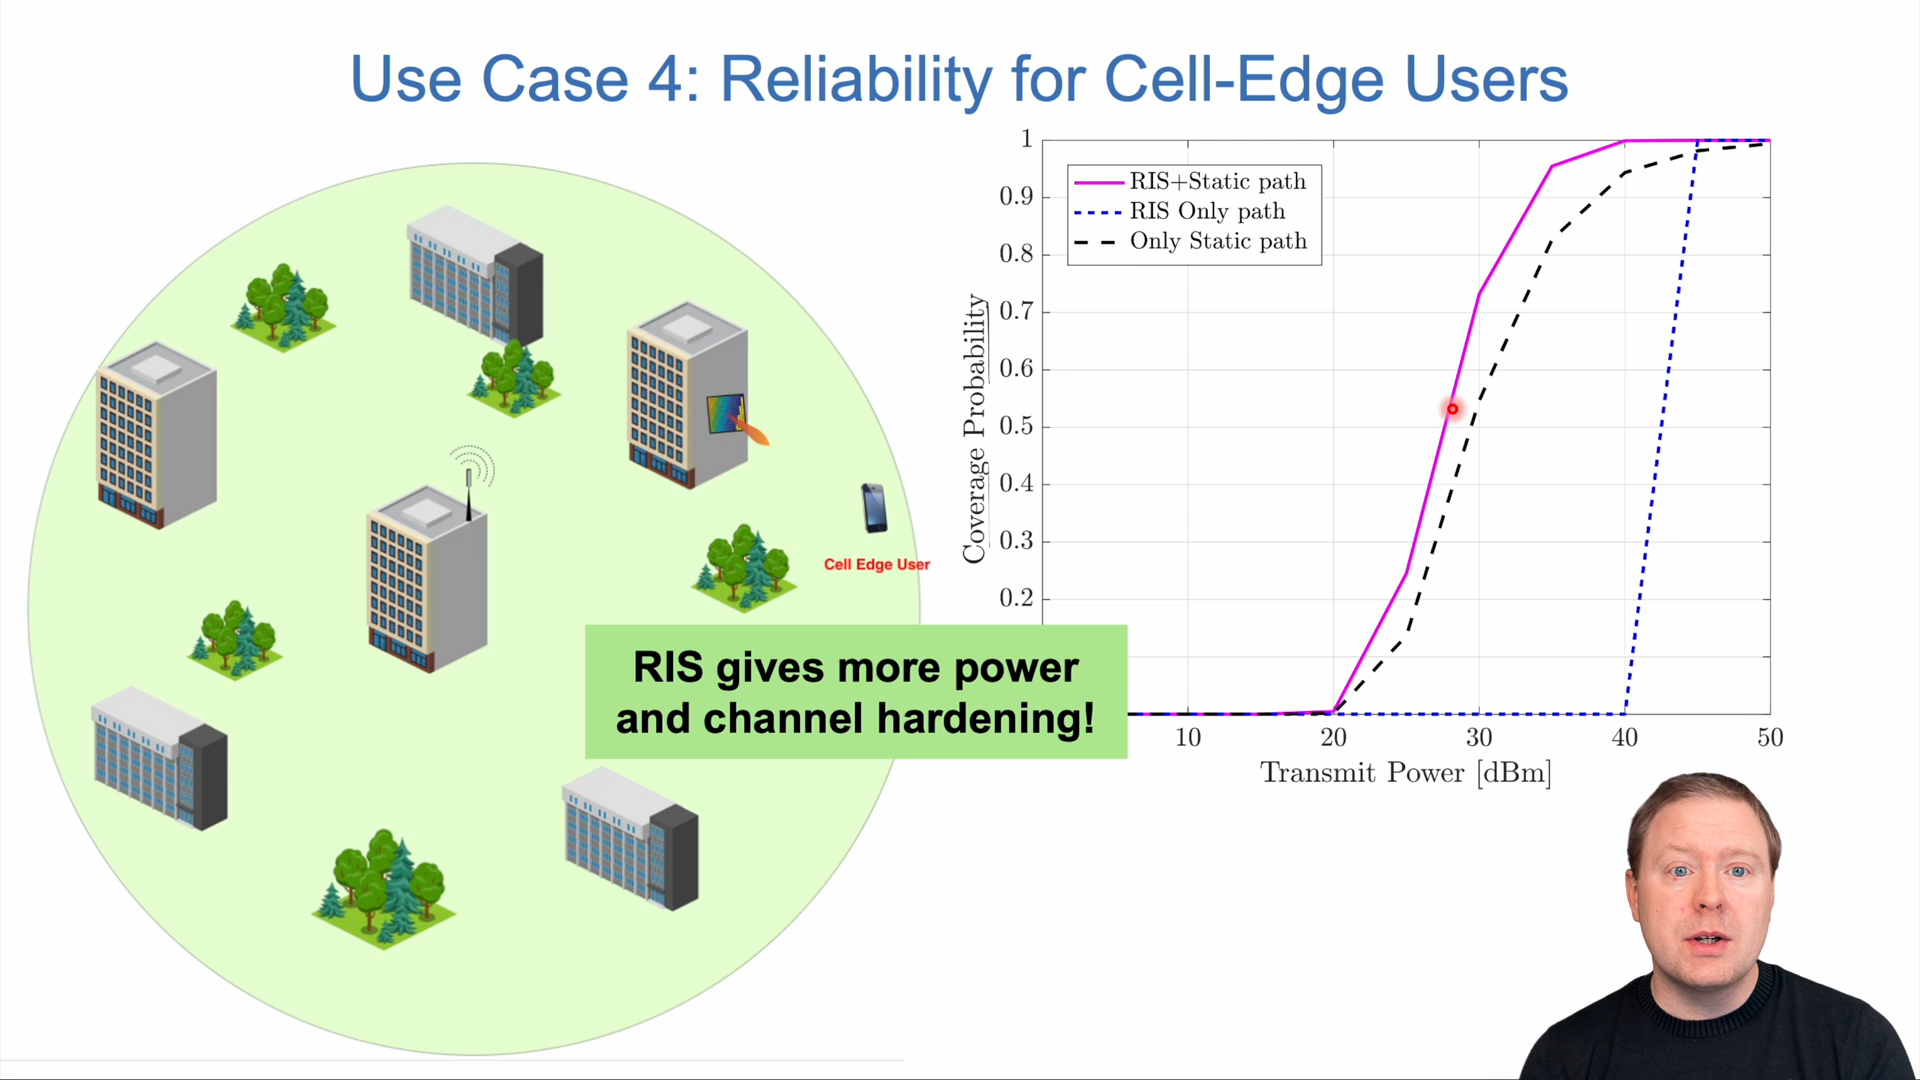 Use Case 4: Reliability for Cell-Edge Users
Cell Edge User
RIS gives more power
and channel hardening!
1
0.9
0.8
0.7
0.6
0.5
0.4
0.3
0.2
Coverage Probability
RIS+Static path
RIS Only path
Only Static path
10 20 30 40 50
Transmit Power [dBm]